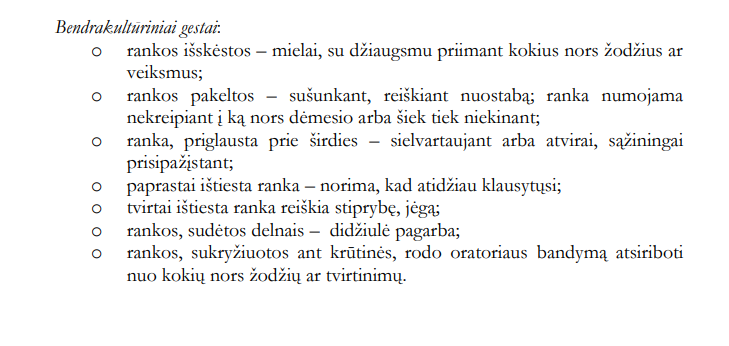 Bendrakultūriniai gestai:
o rankos išskėstos – mielai, su džiaugsmu priimant kokius nors žodžius ar
veiksmus;
o rankos pakeltos – sušunkant, reiškiant nuostabą; ranka numojama
nekreipiant į ką nors dėmesio arba šiek tiek niekinant;
o ranka, priglausta prie širdies – sielvartaujant arba atvirai, sąžiningai
prisipažįstant;
o paprastai ištiesta ranka – norima, kad atidžiau klausytųsi;
o tvirtai ištiesta ranka reiškia stiprybę, jėgą;
o rankos, sudėtos delnais – didžiulė pagarba;
o rankos, sukryžiuotos ant krūtinės, rodo oratoriaus bandymą atsiriboti
nuo kokių nors žodžių ar tvirtinimų.